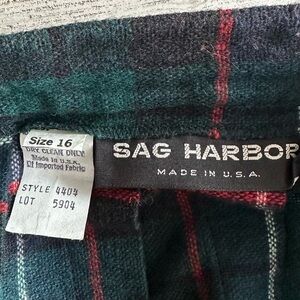 Size 16
DRY CLEAN ONLY
Made in U.S.A.
Of Imported Fabric
STYLE 4404
LOT 5904
SAG HARBOR
MADE IN U.S.A.